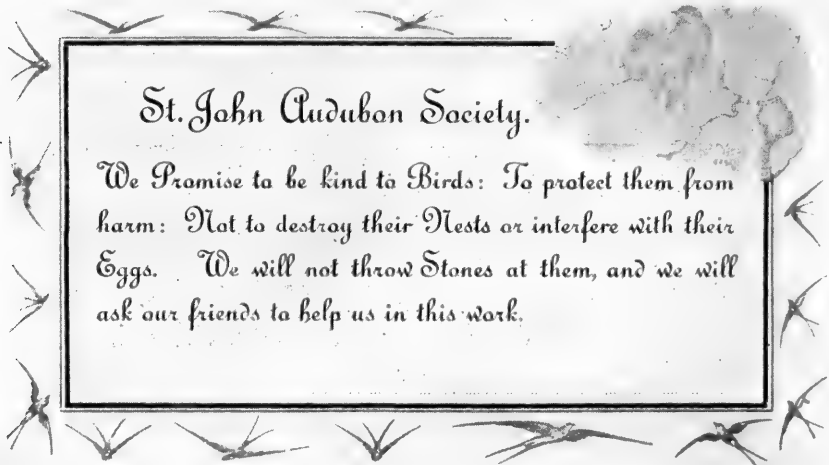 St. John Audubon Society.
We Promise to be kind to Birds: To protect them from
harm: Not to destroy their Nests or interfere with their
Eggs. We will not throw Stones at them, and we will
ask our friends to help us in this work.